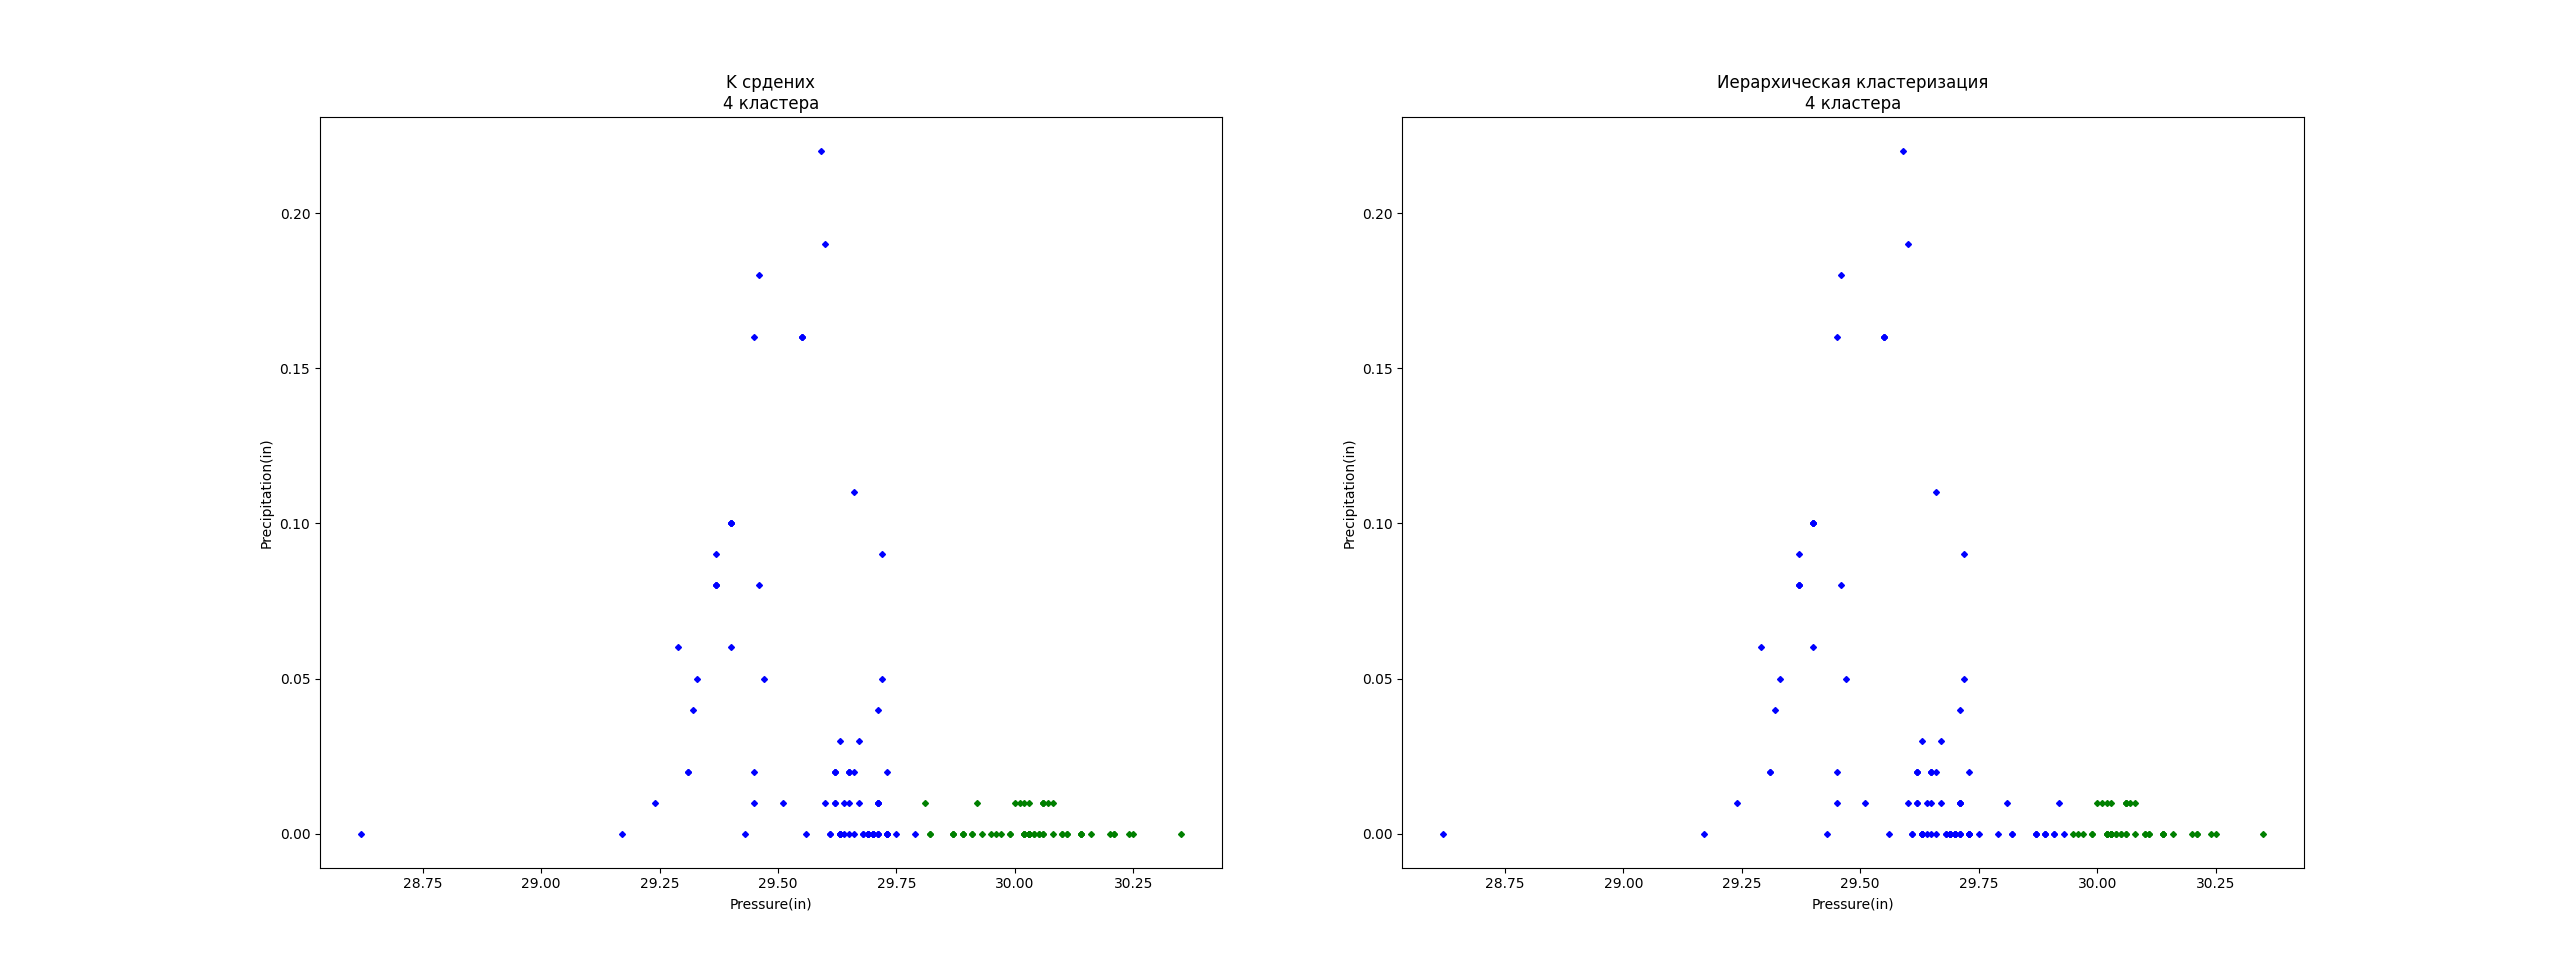 K срдених
4 кластера
0.20
0.15
0.10
0.05
0.00
Precipitation(in)
28.75 29.00 29.25 29.50 29.75 30.00 30.25
Pressure(in)
Иерархическая кластеризация
4 кластера
0.20
0.15
0.10
0.05
0.00
Precipitation(in)
28.75 29.00 29.25 29.50 29.75 30.00 30.25
Pressure(in)